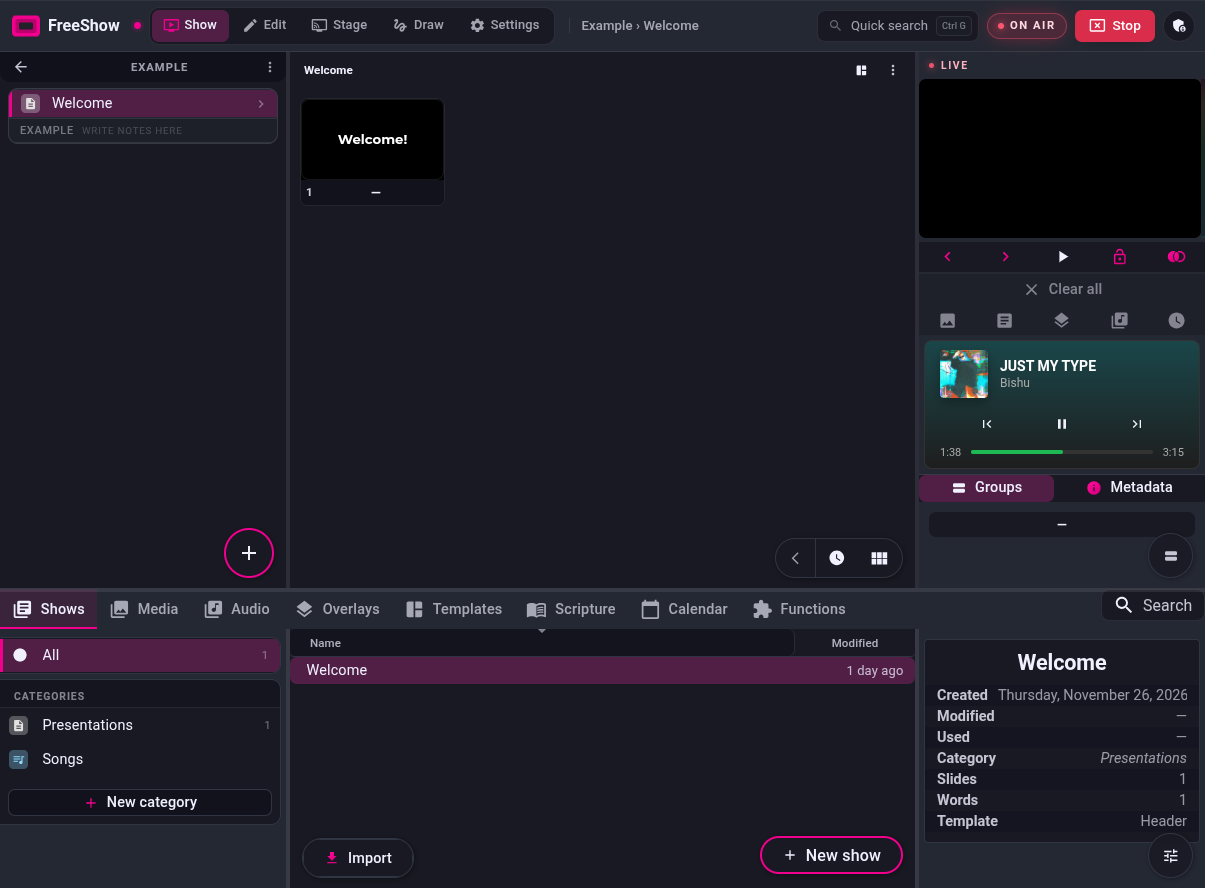 FreeShow
Show
Edit
Stage
Draw
Settings
Example › Welcome
Quick search
Ctrl G
ON AIR
Stop
EXAMPLE
Welcome
EXAMPLE WRITE NOTES HERE
Welcome
Welcome!
1 —
LIVE
Clear all
JUST MY TYPE
Bishu
1:38
3:15
Groups
Metadata
—
Shows
Media
Audio
Overlays
Templates
Scripture
Calendar
Functions
Search
All 1
CATEGORIES
Presentations 1
Songs
New category
Name Modified
Welcome 1 day ago
Import
New show
Welcome
Created Thursday, November 26, 2026
Modified —
Used —
Category Presentations
Slides 1
Words 1
Template Header